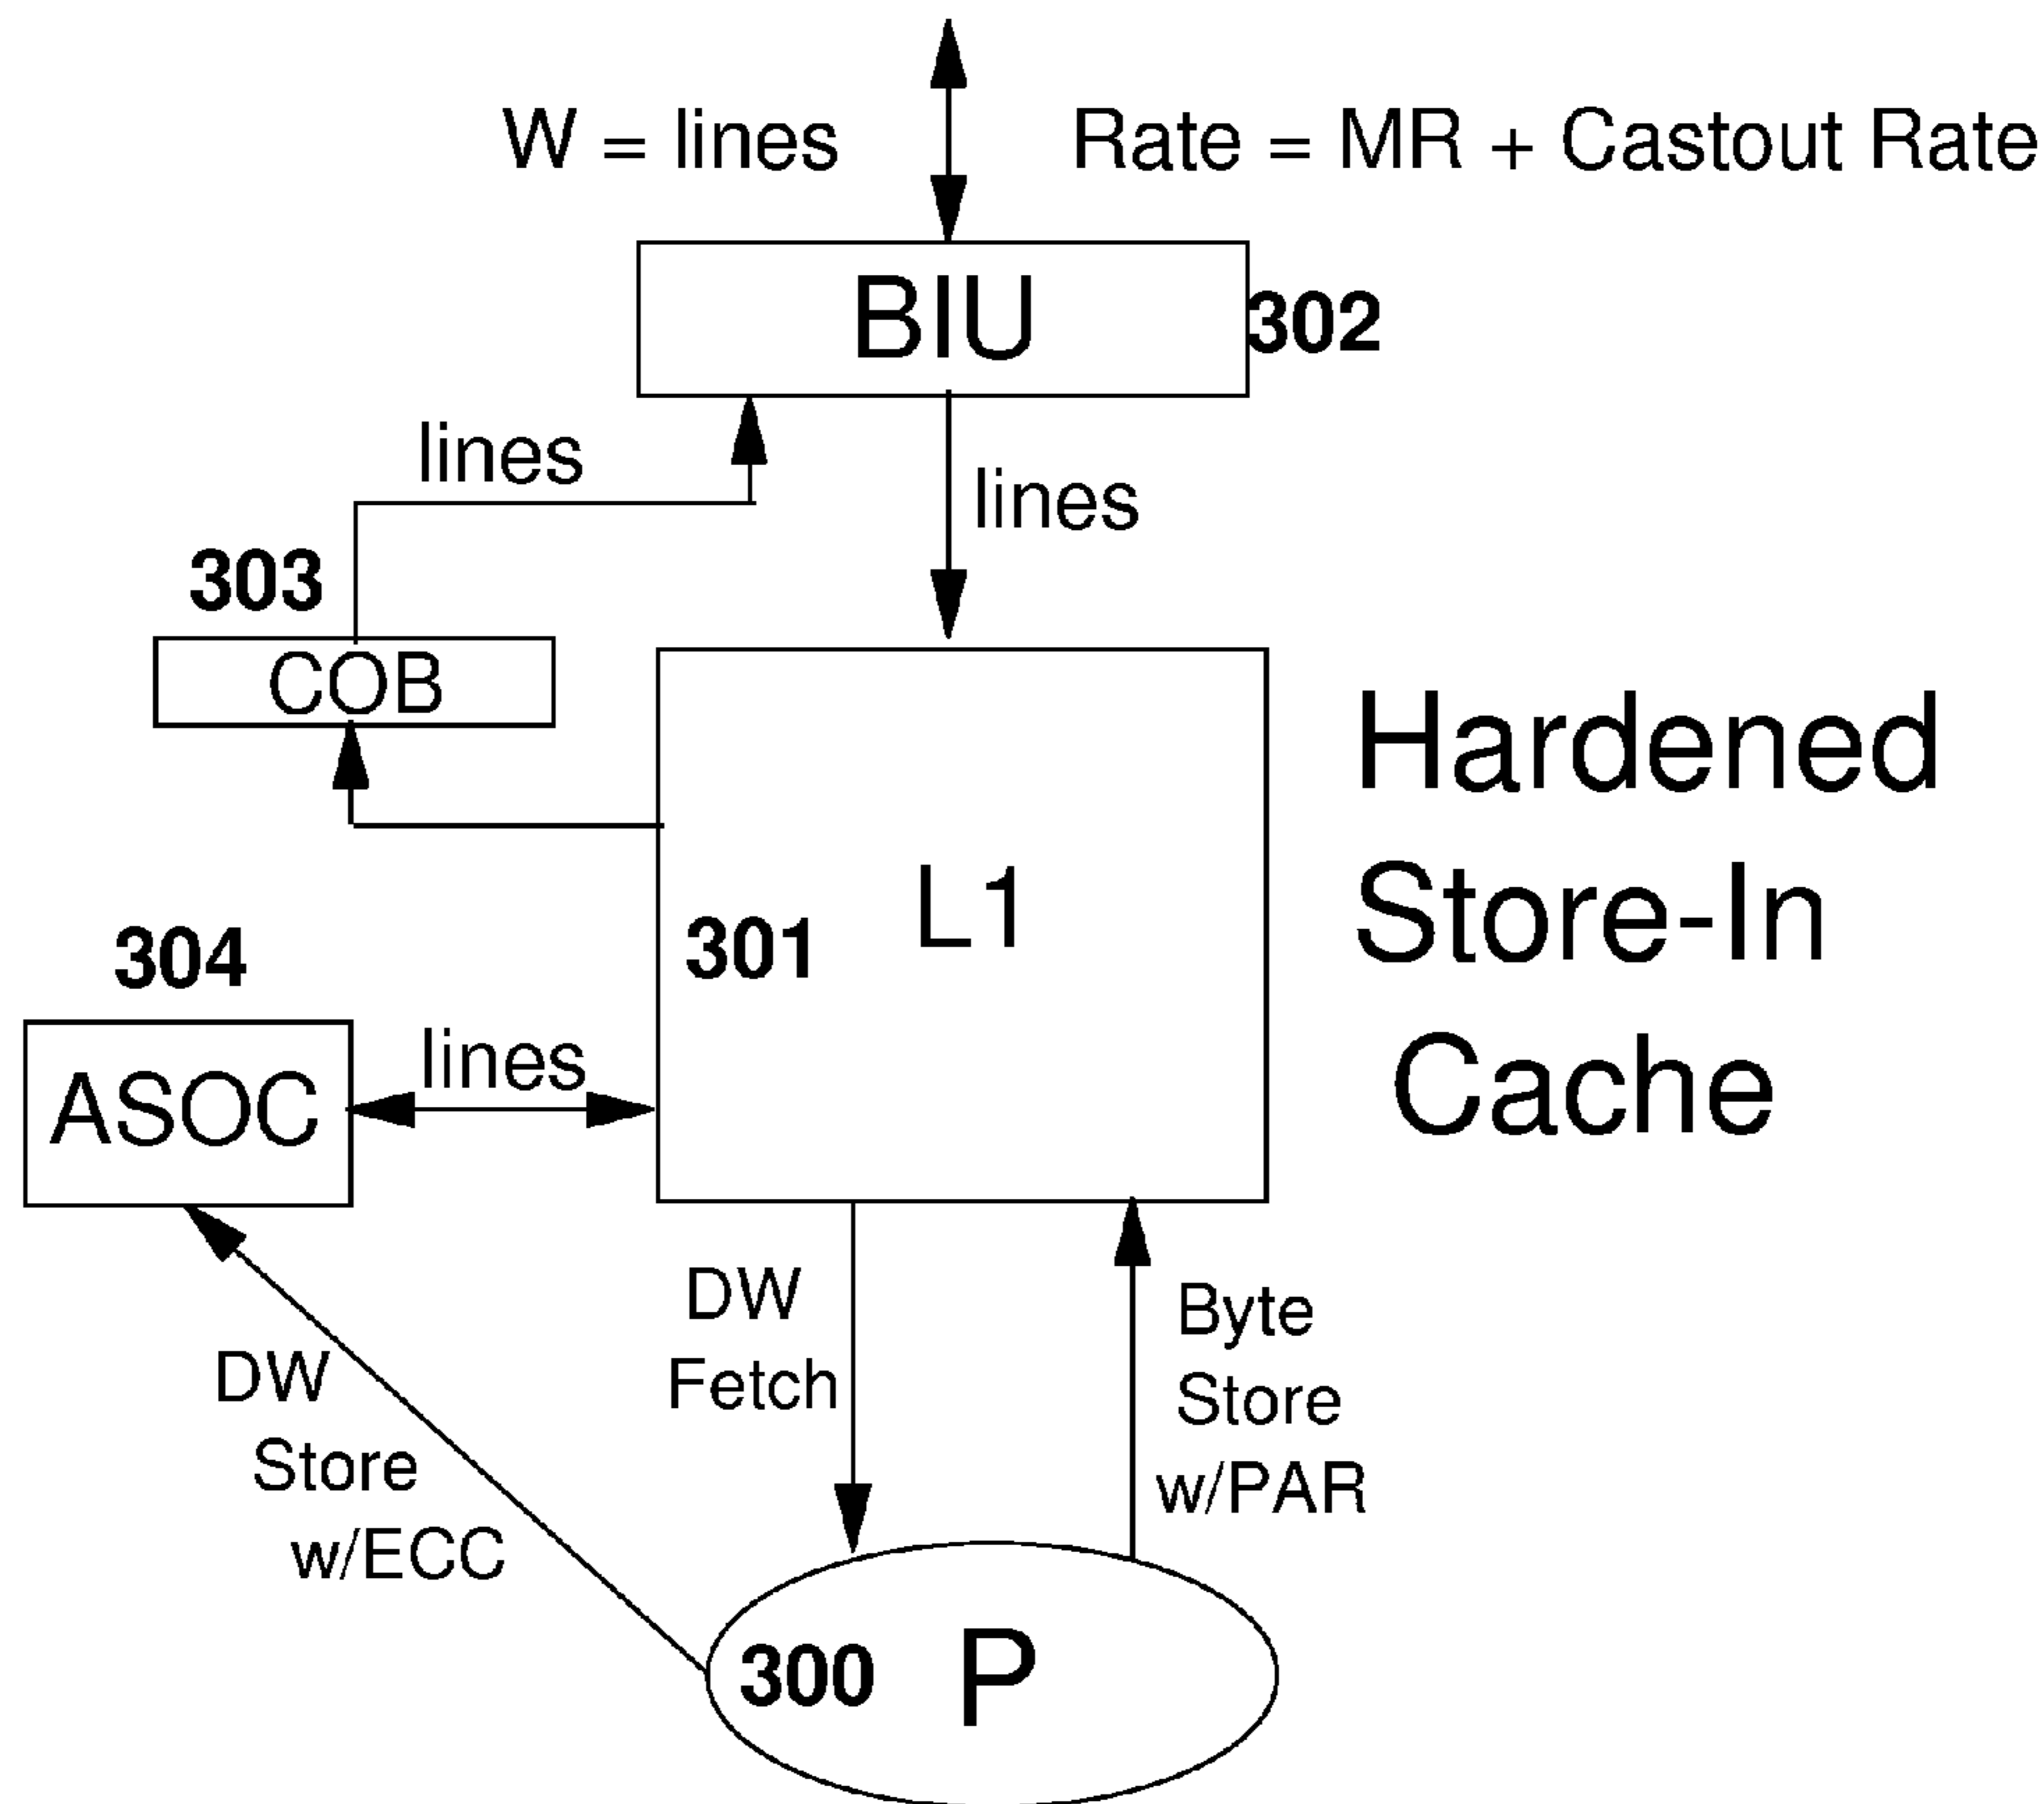 W = lines
Rate = MR + Castout Rate
BIU
302
lines
lines
303
COB
Hardened
Store-In
Cache
L1
301
304
ASOC
lines
DW
Fetch
Byte
Store
w/PAR
DW
Store
w/ECC
300
P